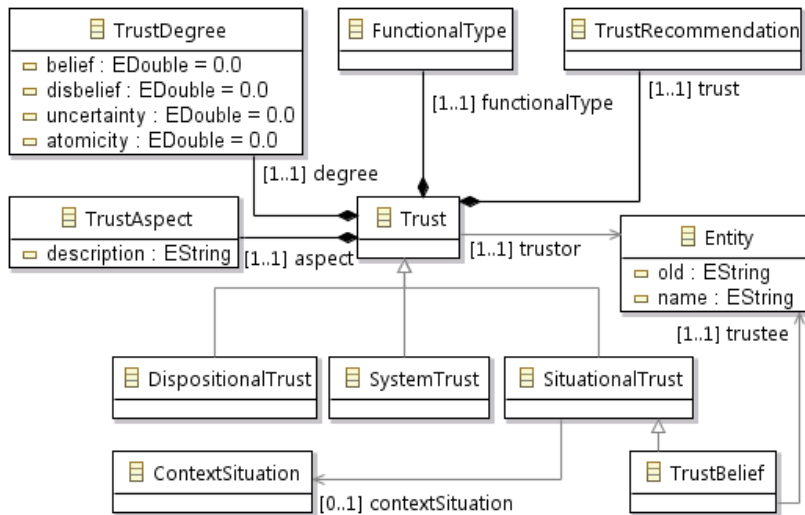 TrustDegree
belief : EDouble = 0.0
disbelief : EDouble = 0.0
uncertainty : EDouble = 0.0
atomicity : EDouble = 0.0
FunctionalType
TrustRecommendation
[1..1] functionalType
[1..1] trust
[1..1] degree
TrustAspect
description : EString
[1..1] aspect
Trust
[1..1] trustor
Entity
old : EString
name : EString
[1..1] trustee
DispositionalTrust
SystemTrust
SituationalTrust
ContextSituation
[0..1] contextSituation
TrustBelief